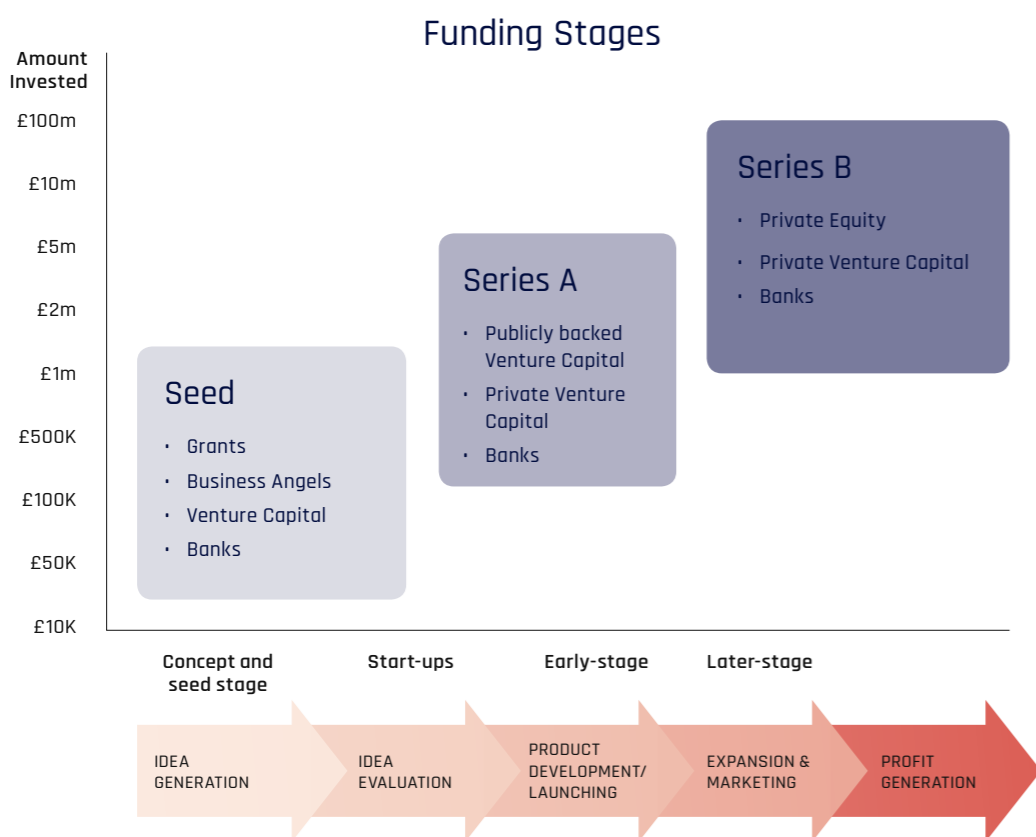 Funding Stages
Amount
Invested
£100m
£10m
£5m
£2m
£1m
£500K
£100K
£50K
£10K
Seed
· Grants
· Business Angels
· Venture Capital
· Banks
Series A
· Publicly backed
Venture Capital
· Private Venture
Capital
· Banks
Series B
· Private Equity
· Private Venture Capital
· Banks
Concept and
seed stage
Start-ups
Early-stage
Later-stage
IDEA
GENERATION
IDEA
EVALUATION
PRODUCT
DEVELOPMENT/
LAUNCHING
EXPANSION &
MARKETING
PROFIT
GENERATION